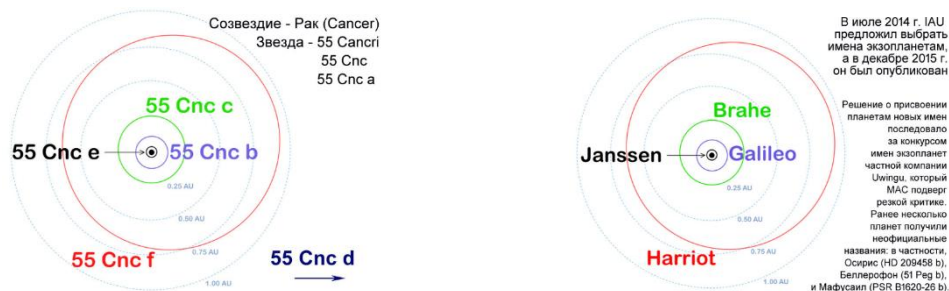 Созвездие - Рак (Cancer)
Звезда - 55 Cancri
55 Cnc
55 Cnc a
55 Cnc c
55 Cnc e
55 Cnc b
0.25 AU
0.50 AU
0.75 AU
1.00 AU
55 Cnc f
55 Cnc d
В июле 2014 г. IAU
предложил выбрать
имена экзопланетам,
а в декабре 2015 г.
он был опубликован
Brahe
Janssen
Galileo
0.25 AU
0.50 AU
0.75 AU
1.00 AU
Harriot
Решение о присвоении
планетам новых имен
последовало
за конкурсом
имен экзопланет
частной компании
Uwingu, который
МАС подверг
резкой критике.
Ранее несколько
планет получили
неофициальные
названия: в частности,
Осирис (HD 209458 b),
Беллерофон (51 Peg b),
и Мафусаил (PSR B1620-26 b)